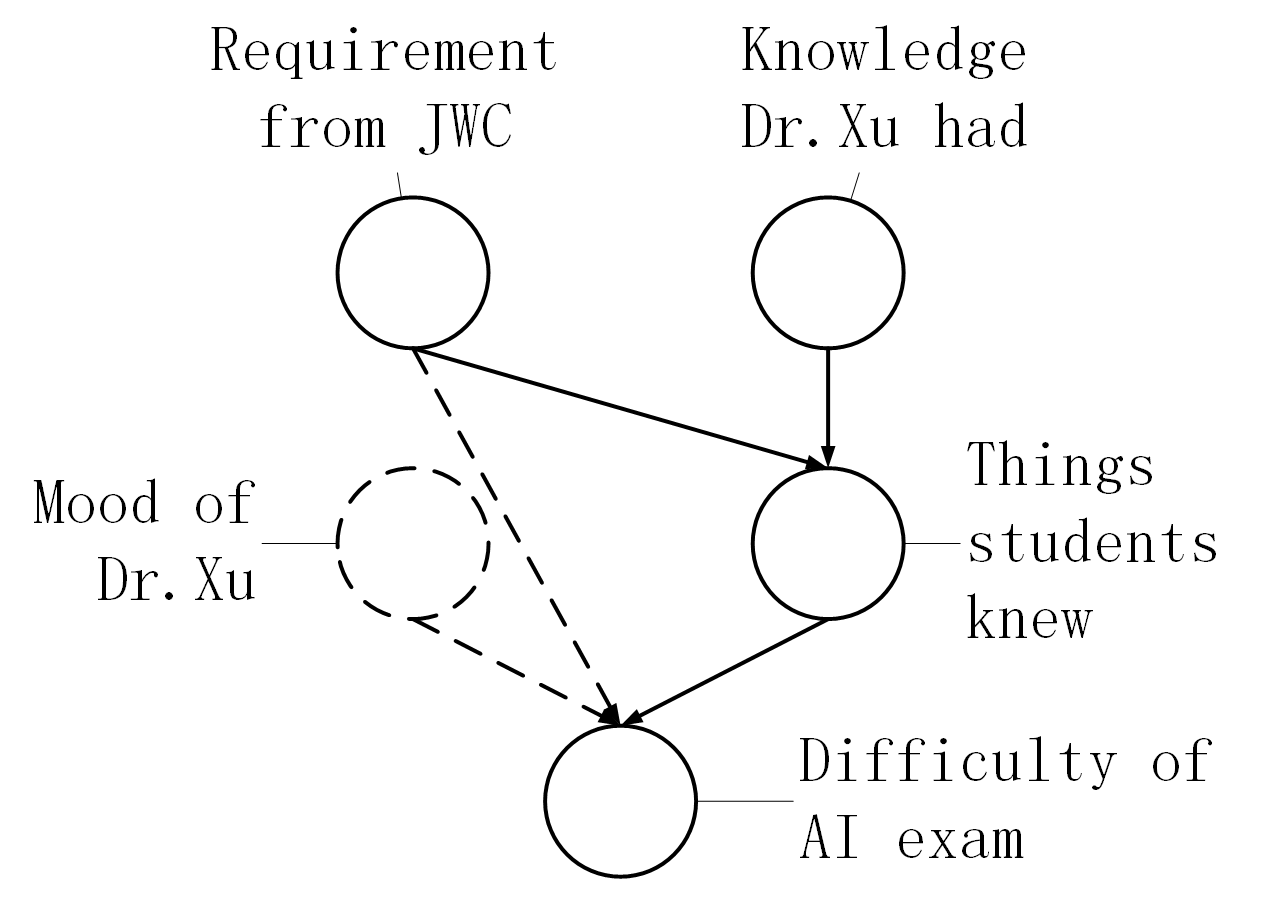 Requirement
from JWC
Knowledge
Dr.Xu had
Mood of
Dr.Xu
Things
students
knew
Difficulty of
AI exam